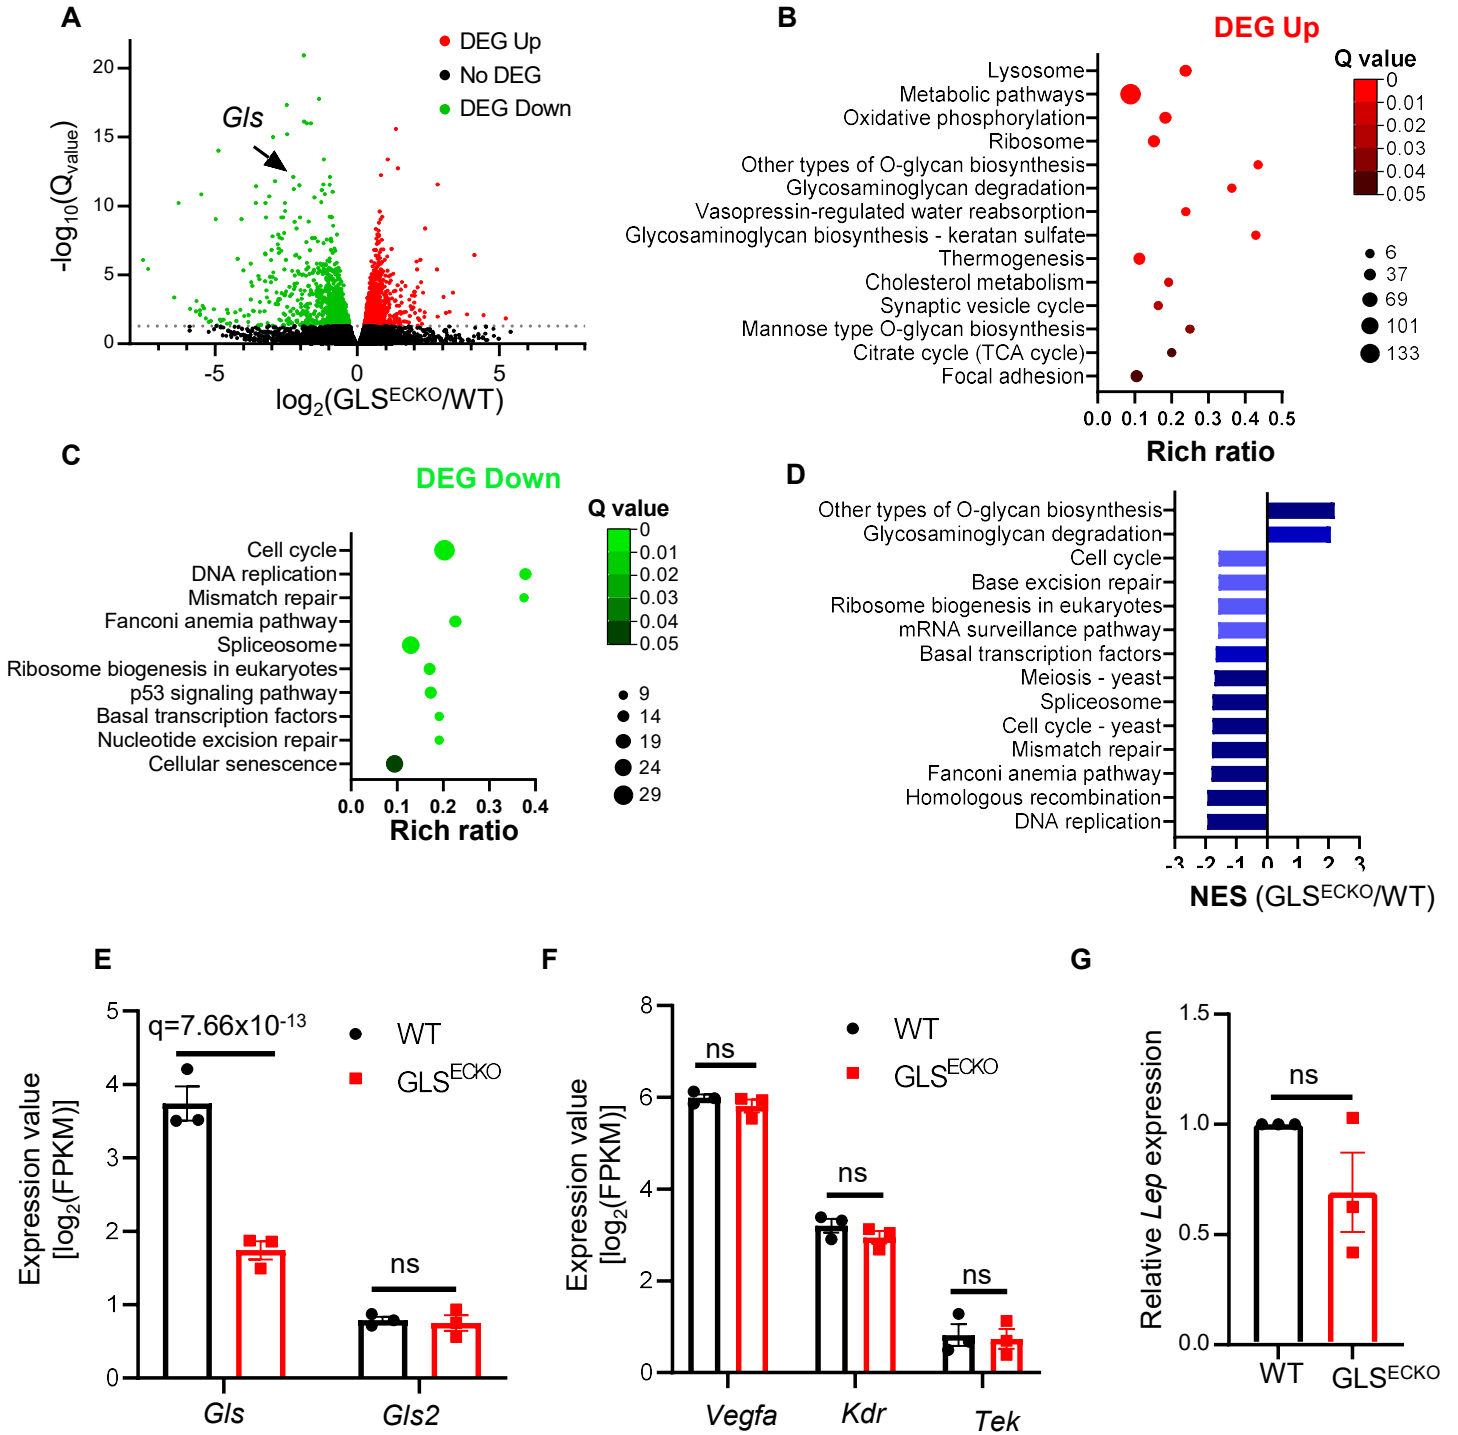 A
DEG Up
No DEG
DEG Down
Gls
20
15
10
5
0
-log10(Qvalue)
-5 0 5
log2(GLSECKO/WT)
B
DEG Up
Lysosome
Metabolic pathways
Oxidative phosphorylation
Ribosome
Other types of O-glycan biosynthesis
Glycosaminoglycan degradation
Vasopressin-regulated water reabsorption
Glycosaminoglycan biosynthesis - keratan sulfate
Thermogenesis
Cholesterol metabolism
Synaptic vesicle cycle
Mannose type O-glycan biosynthesis
Citrate cycle (TCA cycle)
Focal adhesion
0.0 0.1 0.2 0.3 0.4 0.5
Rich ratio
Q value
0
0.01
0.02
0.03
0.04
0.05
6
37
69
101
133
C
DEG Down
Cell cycle
DNA replication
Mismatch repair
Fanconi anemia pathway
Spliceosome
Ribosome biogenesis in eukaryotes
p53 signaling pathway
Basal transcription factors
Nucleotide excision repair
Cellular senescence
0.0 0.1 0.2 0.3 0.4
Rich ratio
Q value
0
0.01
0.02
0.03
0.04
0.05
9
14
19
24
29
D
Other types of O-glycan biosynthesis
Glycosaminoglycan degradation
Cell cycle
Base excision repair
Ribosome biogenesis in eukaryotes
mRNA surveillance pathway
Basal transcription factors
Meiosis - yeast
Spliceosome
Cell cycle - yeast
Mismatch repair
Fanconi anemia pathway
Homologous recombination
DNA replication
-3 -2 -1 0 1 2 3
NES (GLSECKO/WT)
E
5
4
3
2
1
0
Expression value
[log2(FPKM)]
q=7.66x10-13
WT
GLSECKO
ns
Gls Gls2
F
8
6
4
2
0
Expression value
[log2(FPKM)]
WT
GLSECKO
ns
ns
ns
Vegfa Kdr Tek
G
1.5
1.0
0.5
0.0
Relative Lep expression
ns
WT GLSECKO